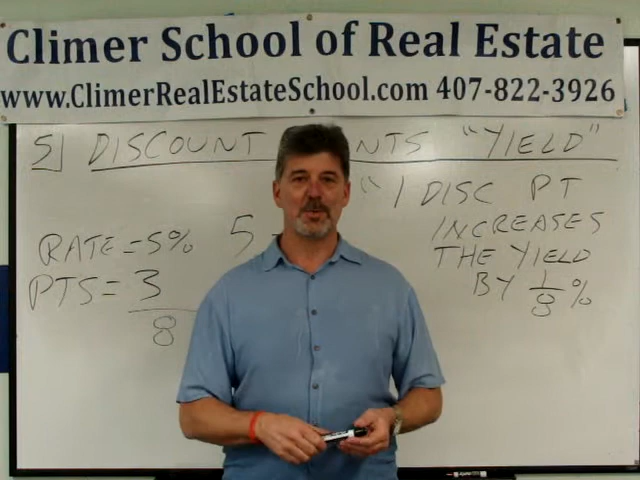 Climer School of Real Estate
www.ClimerRealEstateSchool.com 407-822-3926
5] DISCOUNT NTS "YIELD"
"1 DISC PT
INCREASES
THE YIELD
BY 1/8 %
RATE = 5% 5
PTS = 3
8